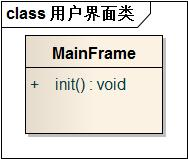 class 用户界面类
MainFrame
+ init() : void